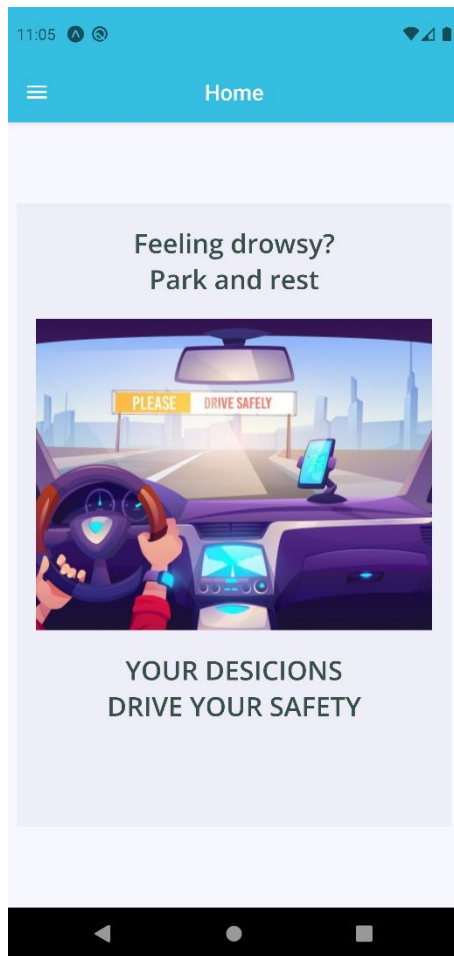 11:05
Home
Feeling drowsy?
Park and rest
PLEASE DRIVE SAFELY
YOUR DESICIONS
DRIVE YOUR SAFETY